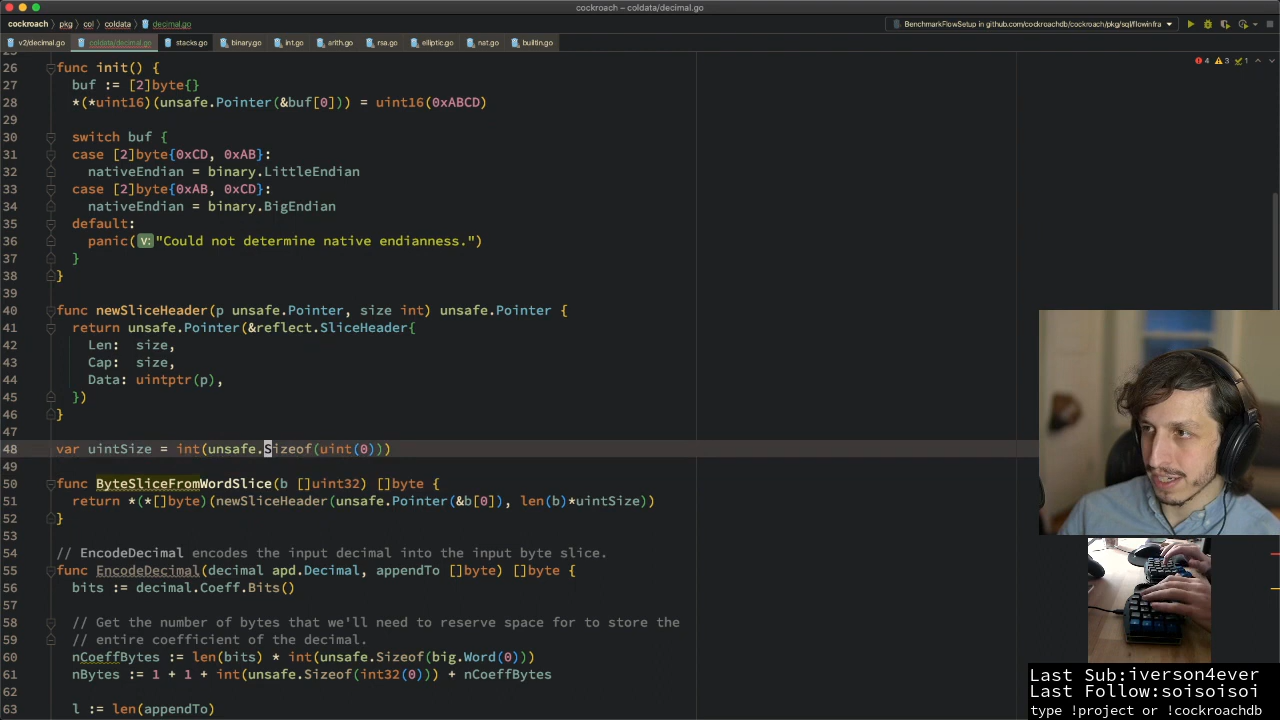 coldata/decimal.go
cockroach › pkg › col › coldata › decimal.go
BenchmarkFlowSetup in github.com/cockroachdb/cockroach/pkg/sql/flowinfra
v2/decimal.go coldata/decimal.go stacks.go binary.go int.go arith.go rsa.go elliptic.go nat.go builtin.go
4 3 1
26 func init() {
27 buf := [2]byte{}
28 *(*uint16)(unsafe.Pointer(&buf[0])) = uint16(0xABCD)
29
30 switch buf {
31 case [2]byte{0xCD, 0xAB}:
32 nativeEndian = binary.LittleEndian
33 case [2]byte{0xAB, 0xCD}:
34 nativeEndian = binary.BigEndian
35 default:
36 panic( v: "Could not determine native endianness.")
37 }
38 }
39
40 func newSliceHeader(p unsafe.Pointer, size int) unsafe.Pointer {
41 return unsafe.Pointer(&reflect.SliceHeader{
42 Len: size,
43 Cap: size,
44 Data: uintptr(p),
45 })
46 }
47
48 var uintSize = int(unsafe.Sizeof(uint(0)))
49
50 func ByteSliceFromWordSlice(b []uint32) []byte {
51 return *(*[]byte)(newSliceHeader(unsafe.Pointer(&b[0]), len(b)*uintSize))
52 }
53
54 // EncodeDecimal encodes the input decimal into the input byte slice.
55 func EncodeDecimal(decimal apd.Decimal, appendTo []byte) []byte {
56 bits := decimal.Coeff.Bits()
57
58 // Get the number of bytes that we'll need to reserve space for to store the
59 // entire coefficient of the decimal.
60 nCoeffBytes := len(bits) * int(unsafe.Sizeof(big.Word(0)))
61 nBytes := 1 + 1 + int(unsafe.Sizeof(int32(0))) + nCoeffBytes
62
63 l := len(appendTo)
Last Sub:iverson4ever
Last Follow:soisoisoi
type !project or !cockroachdb